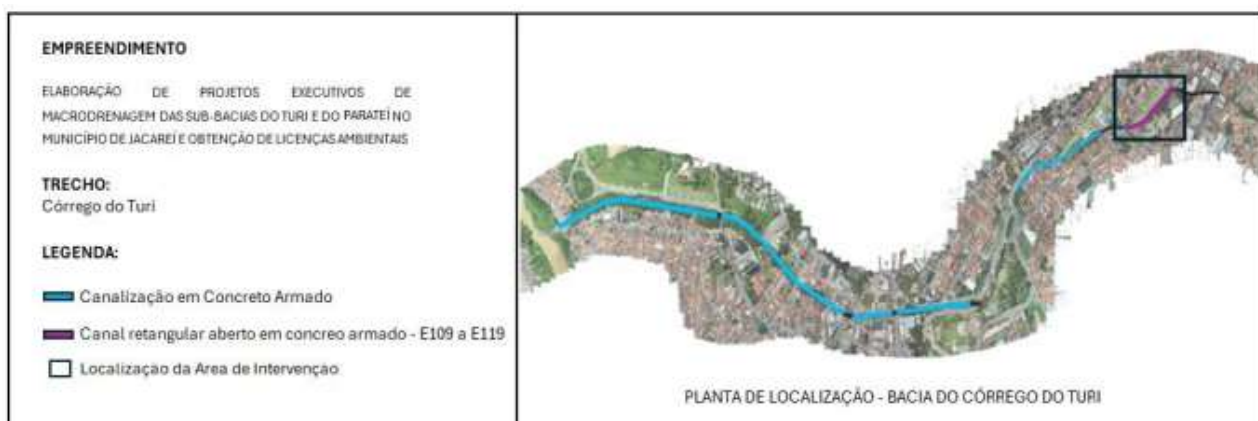 EMPREENDIMENTO
ELABORAÇÃO DE PROJETOS EXECUTIVOS DE
MACRODRENAGEM DAS SUB-BACIAS DO TURI E DO PARATEÍ NO
MUNICÍPIO DE JACAREÍ E OBTENÇÃO DE LICENÇAS AMBIENTAIS
TRECHO:
Córrego do Turi
LEGENDA:
Canalização em Concreto Armado
Canal retangular aberto em concreo armado - E109 a E119
Localização da Area de Intervenção
PLANTA DE LOCALIZAÇÃO - BACIA DO CÓRREGO DO TURI